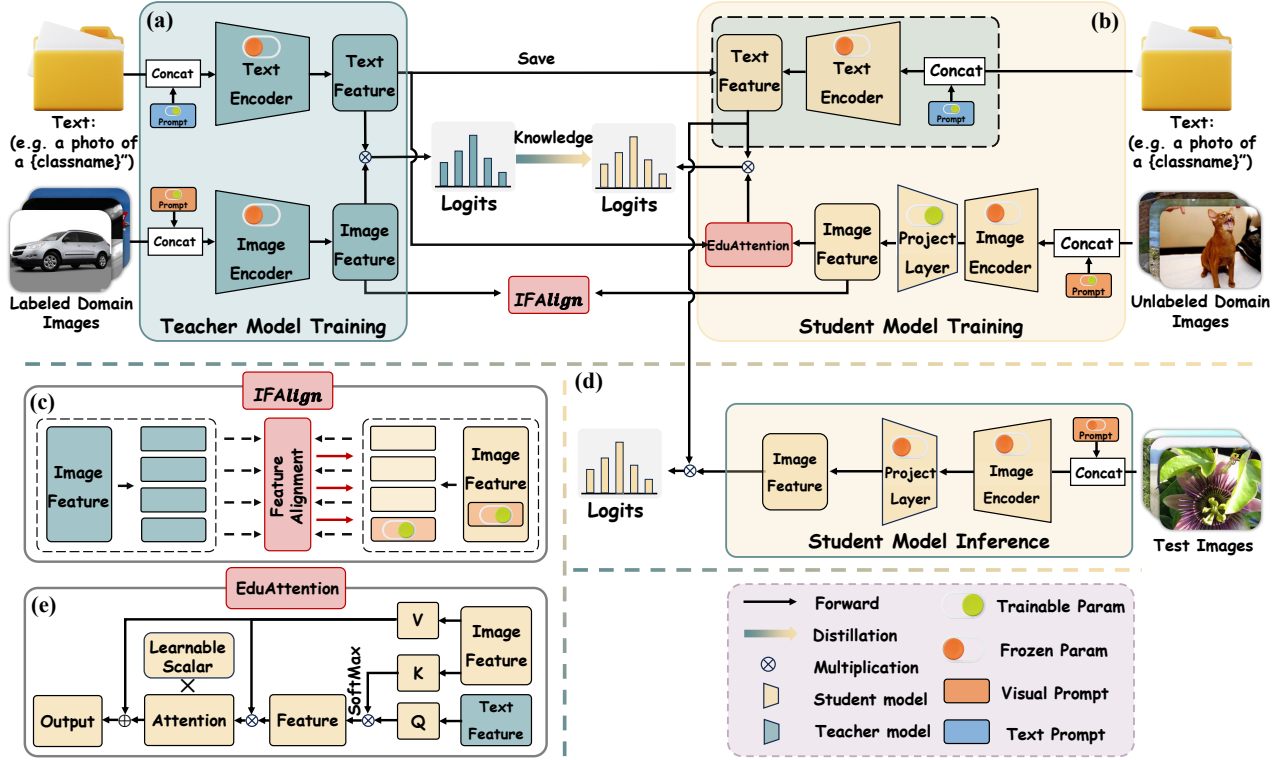 (a)
Text:
(e.g. a photo of
a {classname}”)
Concat
Prompt
Text
Encoder
Text
Feature
Labeled Domain
Images
Prompt
Concat
Image
Encoder
Image
Feature
Teacher Model Training
Save
Logits
Knowledge
Logits
IFAlign
(b)
Text
Feature
Text
Encoder
Concat
Prompt
Text:
(e.g. a photo of
a {classname}”)
EduAttention
Image
Feature
Project
Layer
Image
Encoder
Concat
Prompt
Unlabeled Domain
Images
Student Model Training
(c)
IFAlign
Image
Feature
Feature
Alignment
Image
Feature
(d)
Logits
Image
Feature
Project
Layer
Image
Encoder
Prompt
Concat
Test Images
Student Model Inference
(e)
EduAttention
Learnable
Scalar
Output
Attention
Feature
SoftMax
V
K
Q
Image
Feature
Text
Feature
Forward
Distillation
Multiplication
Student model
Teacher model
Trainable Param
Frozen Param
Visual Prompt
Text Prompt